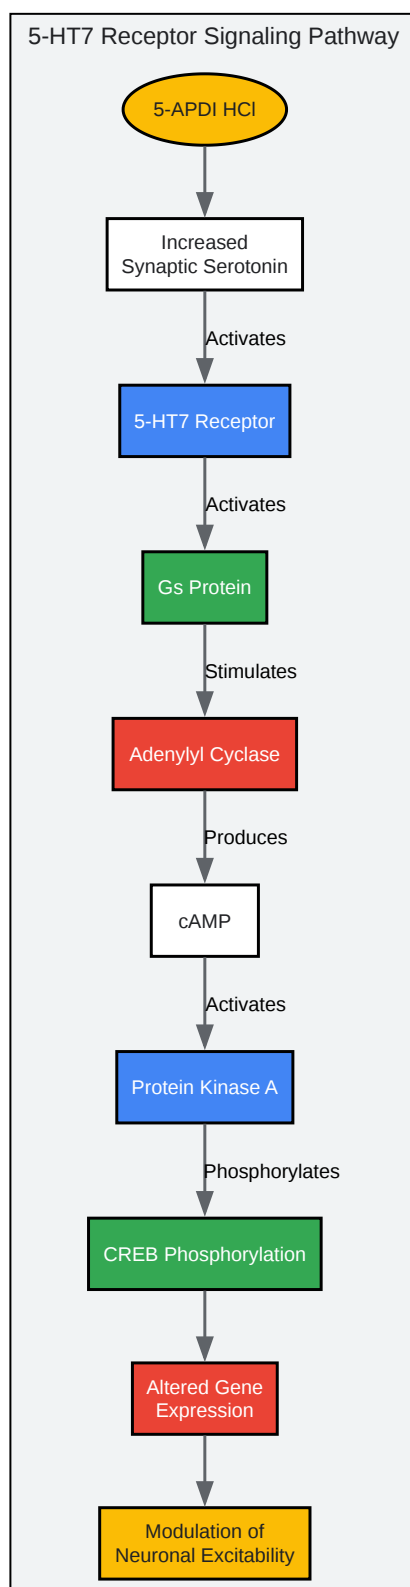 5-HT7 Receptor Signaling Pathway
5-APDI HCl
Increased
Synaptic Serotonin
Activates
5-HT7 Receptor
Activates
Gs Protein
Stimulates
Adenylyl Cyclase
Produces
cAMP
Activates
Protein Kinase A
Phosphorylates
CREB Phosphorylation
Altered Gene
Expression
Modulation of
Neuronal Excitability